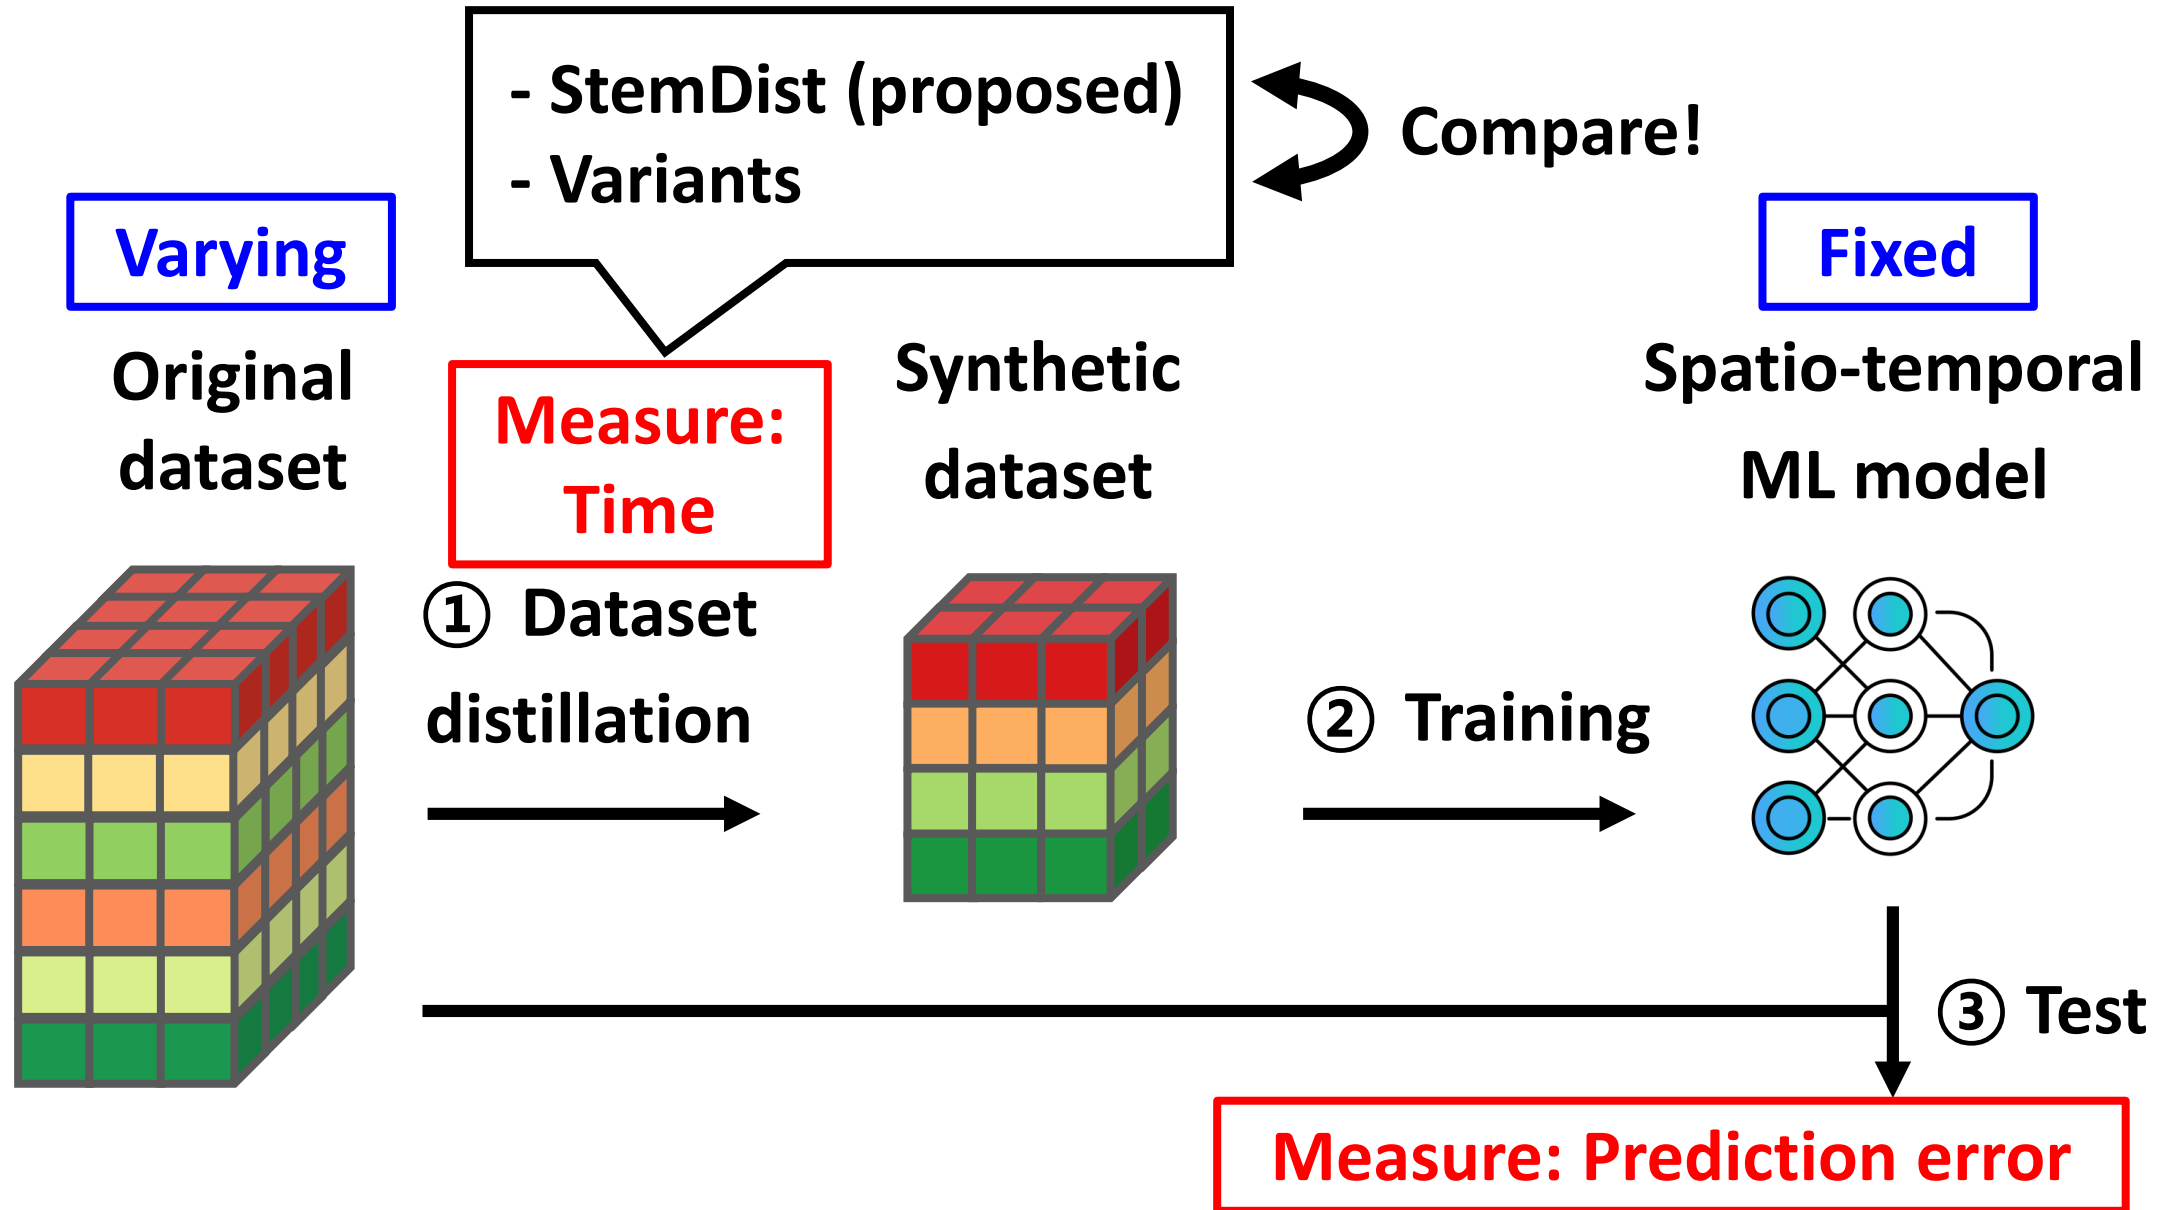 - StemDist (proposed)
- Variants
Compare!
Varying
Fixed
Original
dataset
Measure:
Time
Synthetic
dataset
Spatio-temporal
ML model
① Dataset
distillation
② Training
③ Test
Measure: Prediction error